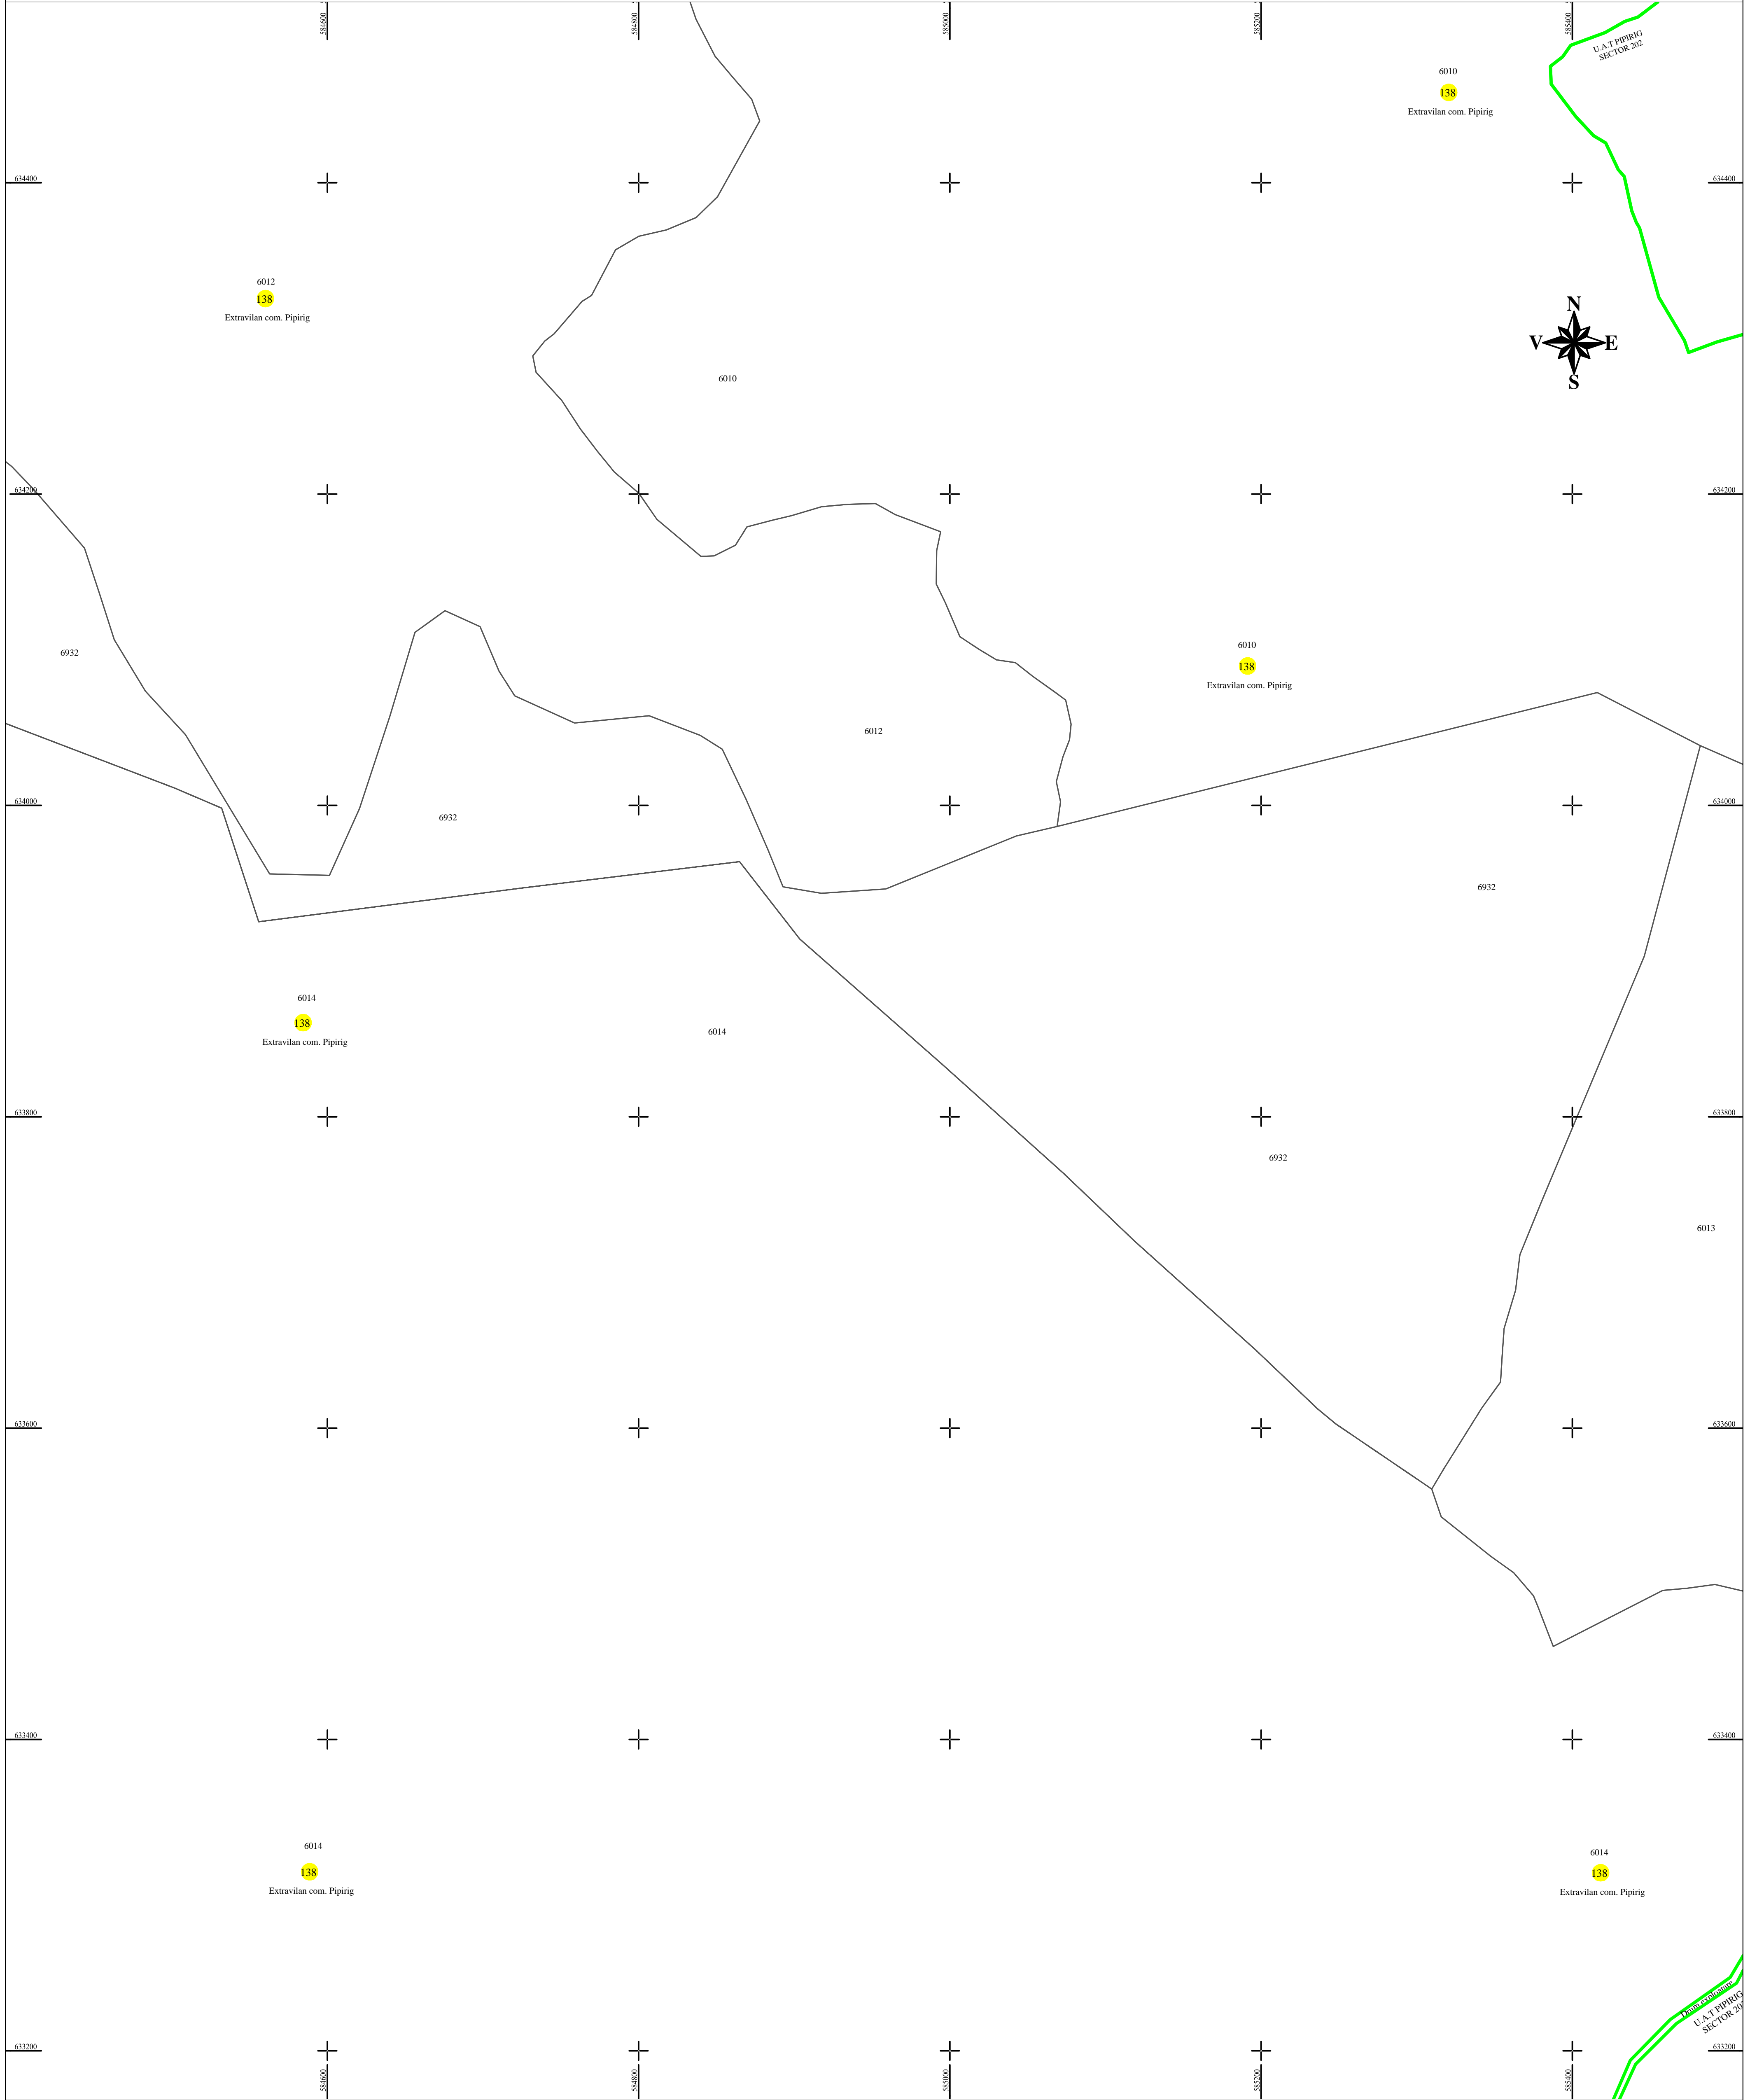 584600
584800
585000
585200
585400
U.A.T PIPIRIG
SECTOR 202
6010
138
Extravilan com. Pipirig
634400
634400
6012
138
Extravilan com. Pipirig
N
V
E
S
6010
634200
634200
6932
6010
138
Extravilan com. Pipirig
6012
634000
634000
6932
6932
6014
138
Extravilan com. Pipirig
6014
633800
633800
6932
6013
633600
633600
633400
633400
6014
138
Extravilan com. Pipirig
6014
138
Extravilan com. Pipirig
Drum exploatare
U.A.T PIPIRIG
SECTOR
633200
633200
584600
584800
585000
585200
585400